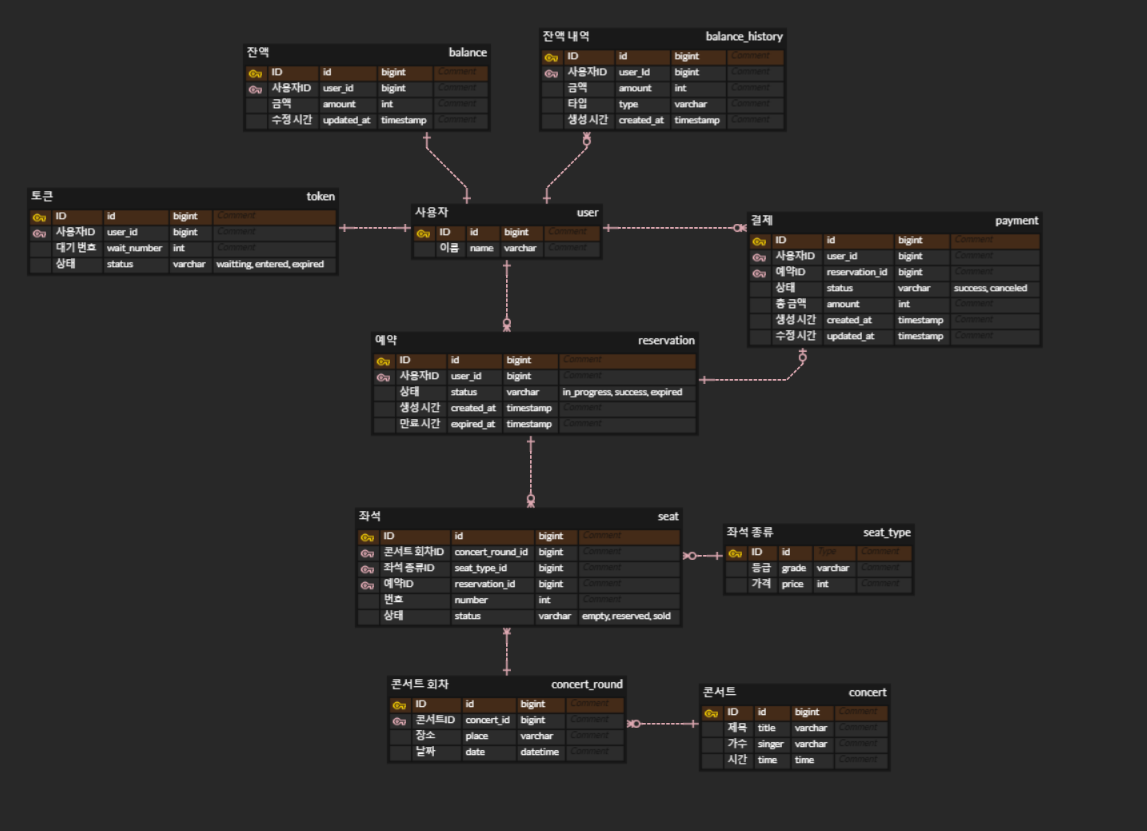 잔액 balance
ID id bigint Comment
사용자ID user_id bigint Comment
금액 amount int Comment
수정 시간 updated_at timestamp Comment
잔액 내역 balance_history
ID id bigint Comment
사용자ID user_id bigint Comment
금액 amount int Comment
타입 type varchar Comment
생성 시간 created_at timestamp Comment
토큰 token
ID id bigint Comment
사용자ID user_id bigint Comment
대기 번호 wait_number int Comment
상태 status varchar waitting, entered, expired
사용자 user
ID id bigint Comment
이름 name varchar Comment
결제 payment
ID id bigint Comment
사용자ID user_id bigint Comment
예약ID reservation_id bigint Comment
상태 status varchar success, canceled
총 금액 amount int Comment
생성 시간 created_at timestamp Comment
수정 시간 updated_at timestamp Comment
예약 reservation
ID id bigint Comment
사용자ID user_id bigint Comment
상태 status varchar in_progress, success, expired
생성 시간 created_at timestamp Comment
만료 시간 expired_at timestamp Comment
좌석 seat
ID id bigint Comment
콘서트 회차ID concert_round_id bigint Comment
좌석 종류ID seat_type_id bigint Comment
예약ID reservation_id bigint Comment
번호 number int Comment
상태 status varchar empty, reserved, sold
좌석 종류 seat_type
ID id Type Comment
등급 grade varchar Comment
가격 price int Comment
콘서트 회차 concert_round
ID id bigint Comment
콘서트ID concert_id bigint Comment
장소 place varchar Comment
날짜 date datetime Comment
콘서트 concert
ID id bigint Comment
제목 title varchar Comment
가수 singer varchar Comment
시간 time time Comment